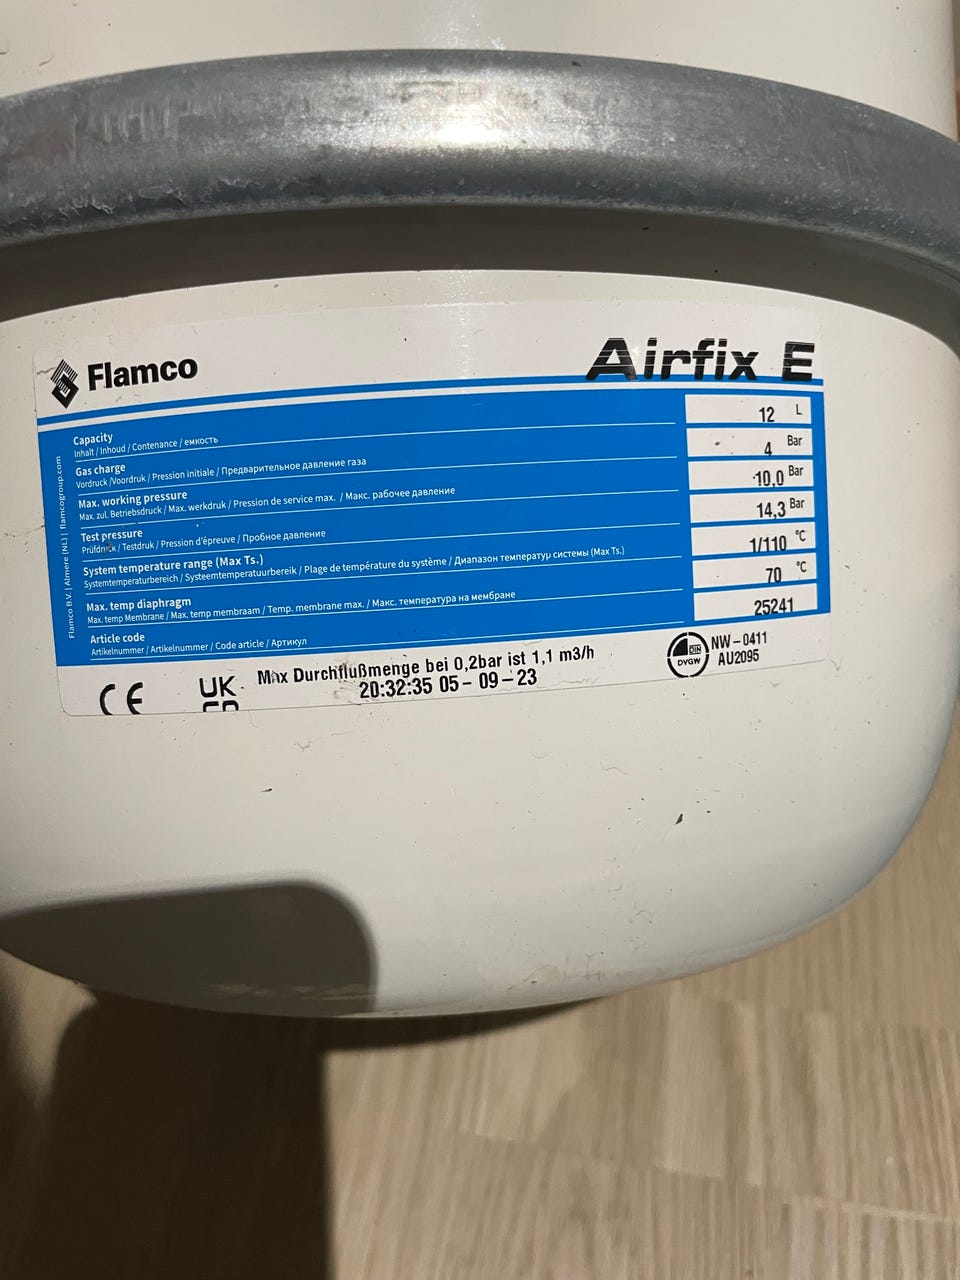 Flamco
Airfix E
Capacity
Inhalt / Inhoud / Contenance / емкость
12 L
Gas charge
Vordruck /Voordruk / Pression initiale / Предварительное давление газа
4 Bar
Max. working pressure
Max. zul. Betriebsdruck / Max. werkdruk / Pression de service max. / Макс. рабочее давление
10,0 Bar
Test pressure
Prüfdruck / Testdruk / Pression d'épreuve / Пробное давление
14,3 Bar
System temperature range (Max Ts.)
Systemtemperaturbereich / Systeemtemperatuurbereik / Plage de température du système / Диапазон температур системы (Max Ts.)
1/110 °C
Max. temp diaphragm
Max. temp Membrane / Max. temp membraam / Temp. membrane max. / Макс. температура на мембране
70 °C
Article code
Artikelnummer / Artikelnummer / Code article / Артикул
25241
Flamco B.V. | Almere (NL) | flamcogroup.com
CE
UK
CA
Max Durchflußmenge bei 0,2bar ist 1,1 m3/h
20:32:35 05-09-23
DIN
DVGW
NW-0411
AU2095